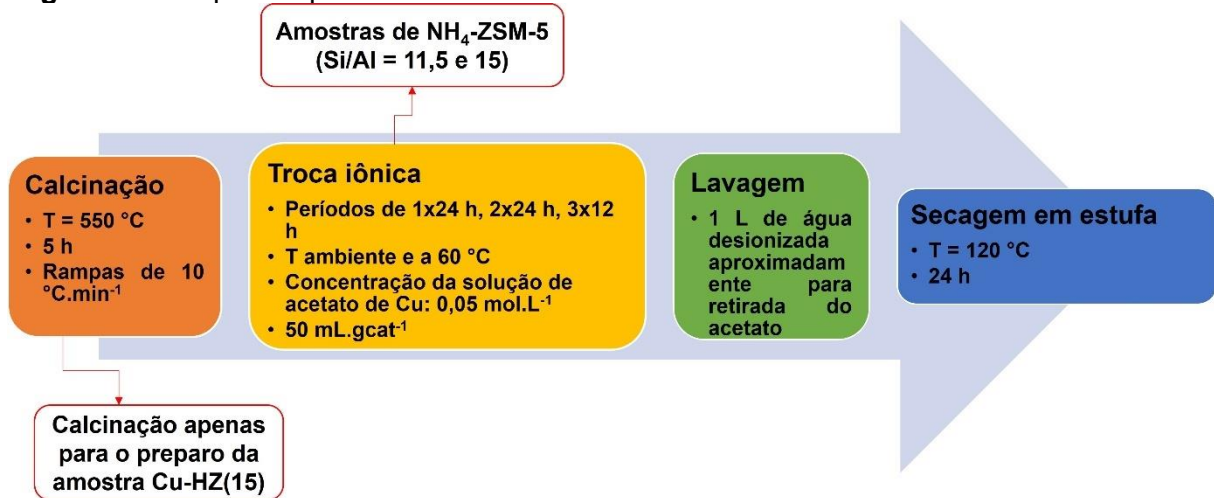 Amostras de NH₄-ZSM-5
(Si/Al = 11,5 e 15)
Calcinação
• T = 550 °C
• 5 h
• Rampas de 10
°C.min⁻¹
Troca iônica
• Períodos de 1x24 h, 2x24 h, 3x12
h
• T ambiente e a 60 °C
• Concentração da solução de
acetato de Cu: 0,05 mol.L⁻¹
• 50 mL.gcat⁻¹
Lavagem
• 1 L de água
desionizada
aproximadam
ente para
retirada do
acetato
Secagem em estufa
• T = 120 °C
• 24 h
Calcinação apenas
para o preparo da
amostra Cu-HZ(15)